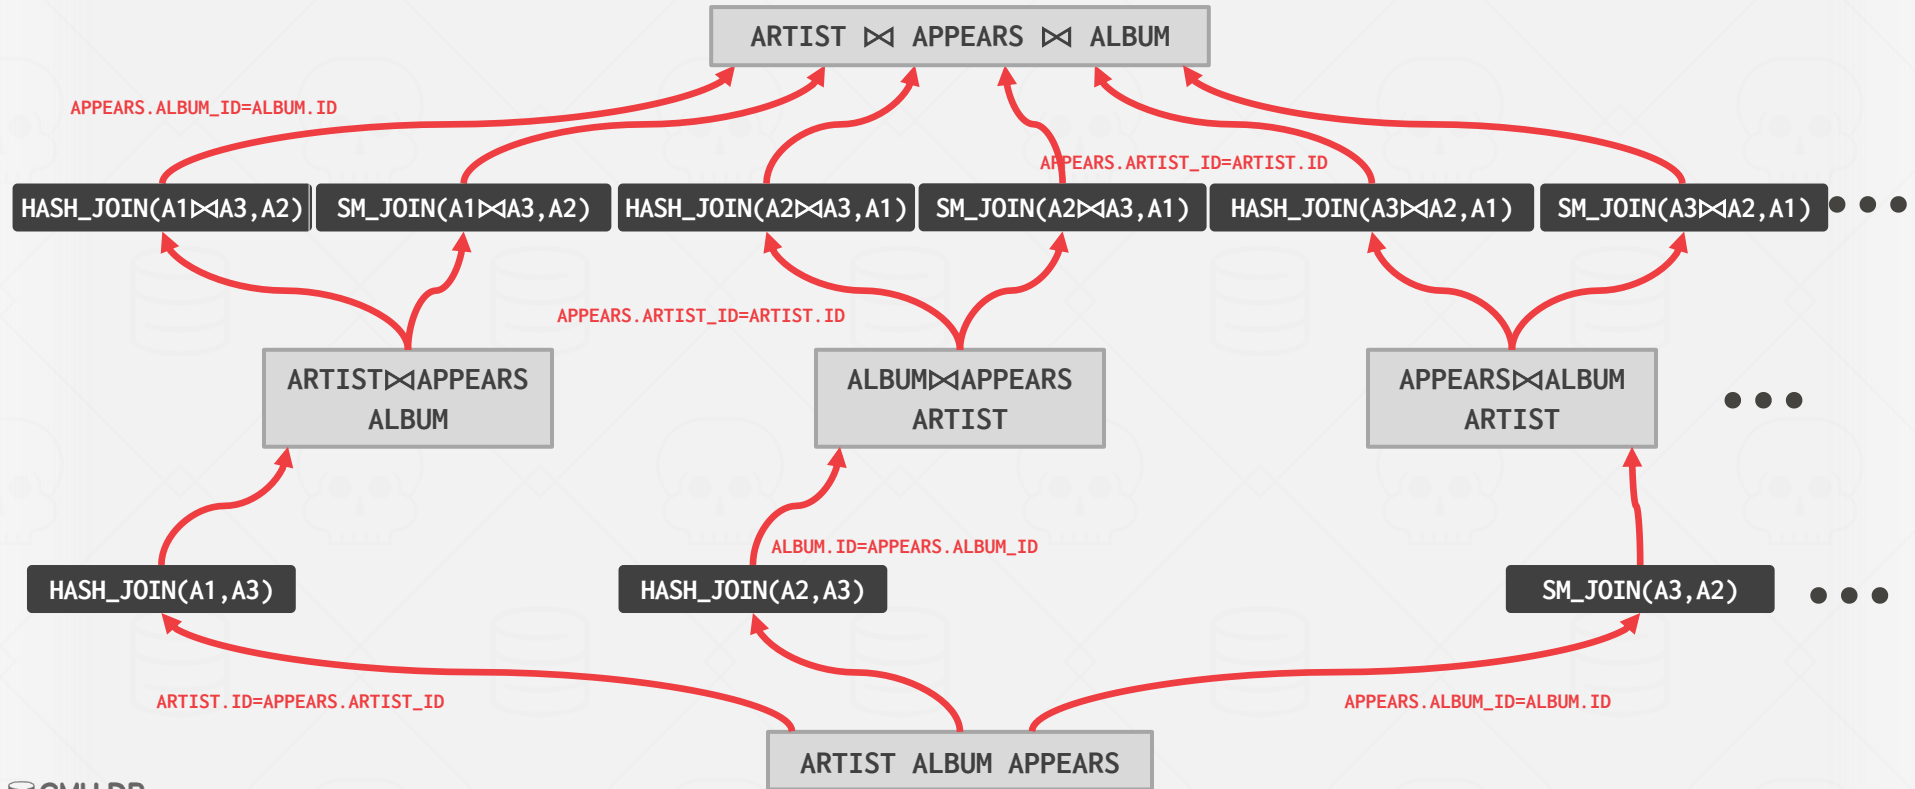 ARTIST ⋈ APPEARS ⋈ ALBUM
APPEARS.ALBUM_ID=ALBUM.ID
APPEARS.ARTIST_ID=ARTIST.ID
HASH_JOIN(A1⋈A3,A2)
SM_JOIN(A1⋈A3,A2)
HASH_JOIN(A2⋈A3,A1)
SM_JOIN(A2⋈A3,A1)
HASH_JOIN(A3⋈A2,A1)
SM_JOIN(A3⋈A2,A1)
•••
APPEARS.ARTIST_ID=ARTIST.ID
ARTIST⋈APPEARS
ALBUM
ALBUM⋈APPEARS
ARTIST
APPEARS⋈ALBUM
ARTIST
•••
ALBUM.ID=APPEARS.ALBUM_ID
HASH_JOIN(A1,A3)
HASH_JOIN(A2,A3)
SM_JOIN(A3,A2)
•••
ARTIST.ID=APPEARS.ARTIST_ID
APPEARS.ALBUM_ID=ALBUM.ID
ARTIST ALBUM APPEARS